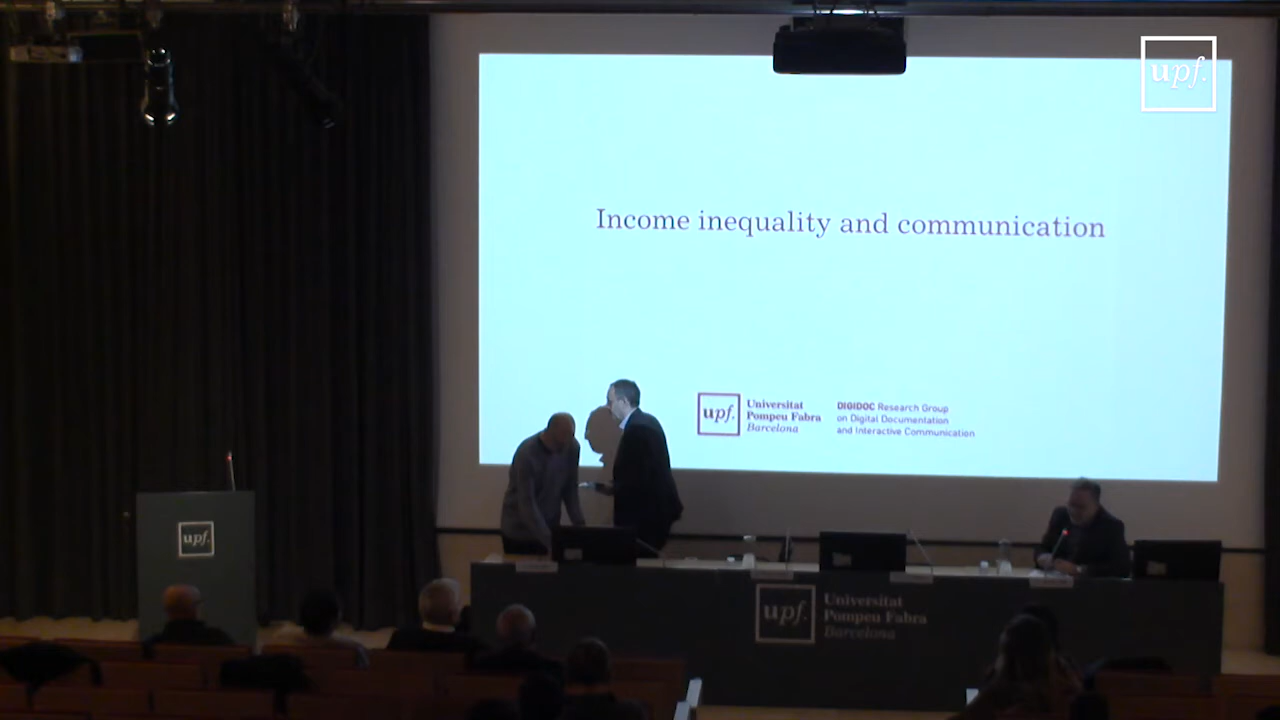 upf.
Income inequality and communication
upf.
Universitat
Pompeu Fabra
Barcelona
DIGIDOC Research Group
on Digital Documentation
and Interactive Communication
upf.
upf.
Universitat
Pompeu Fabra
Barcelona